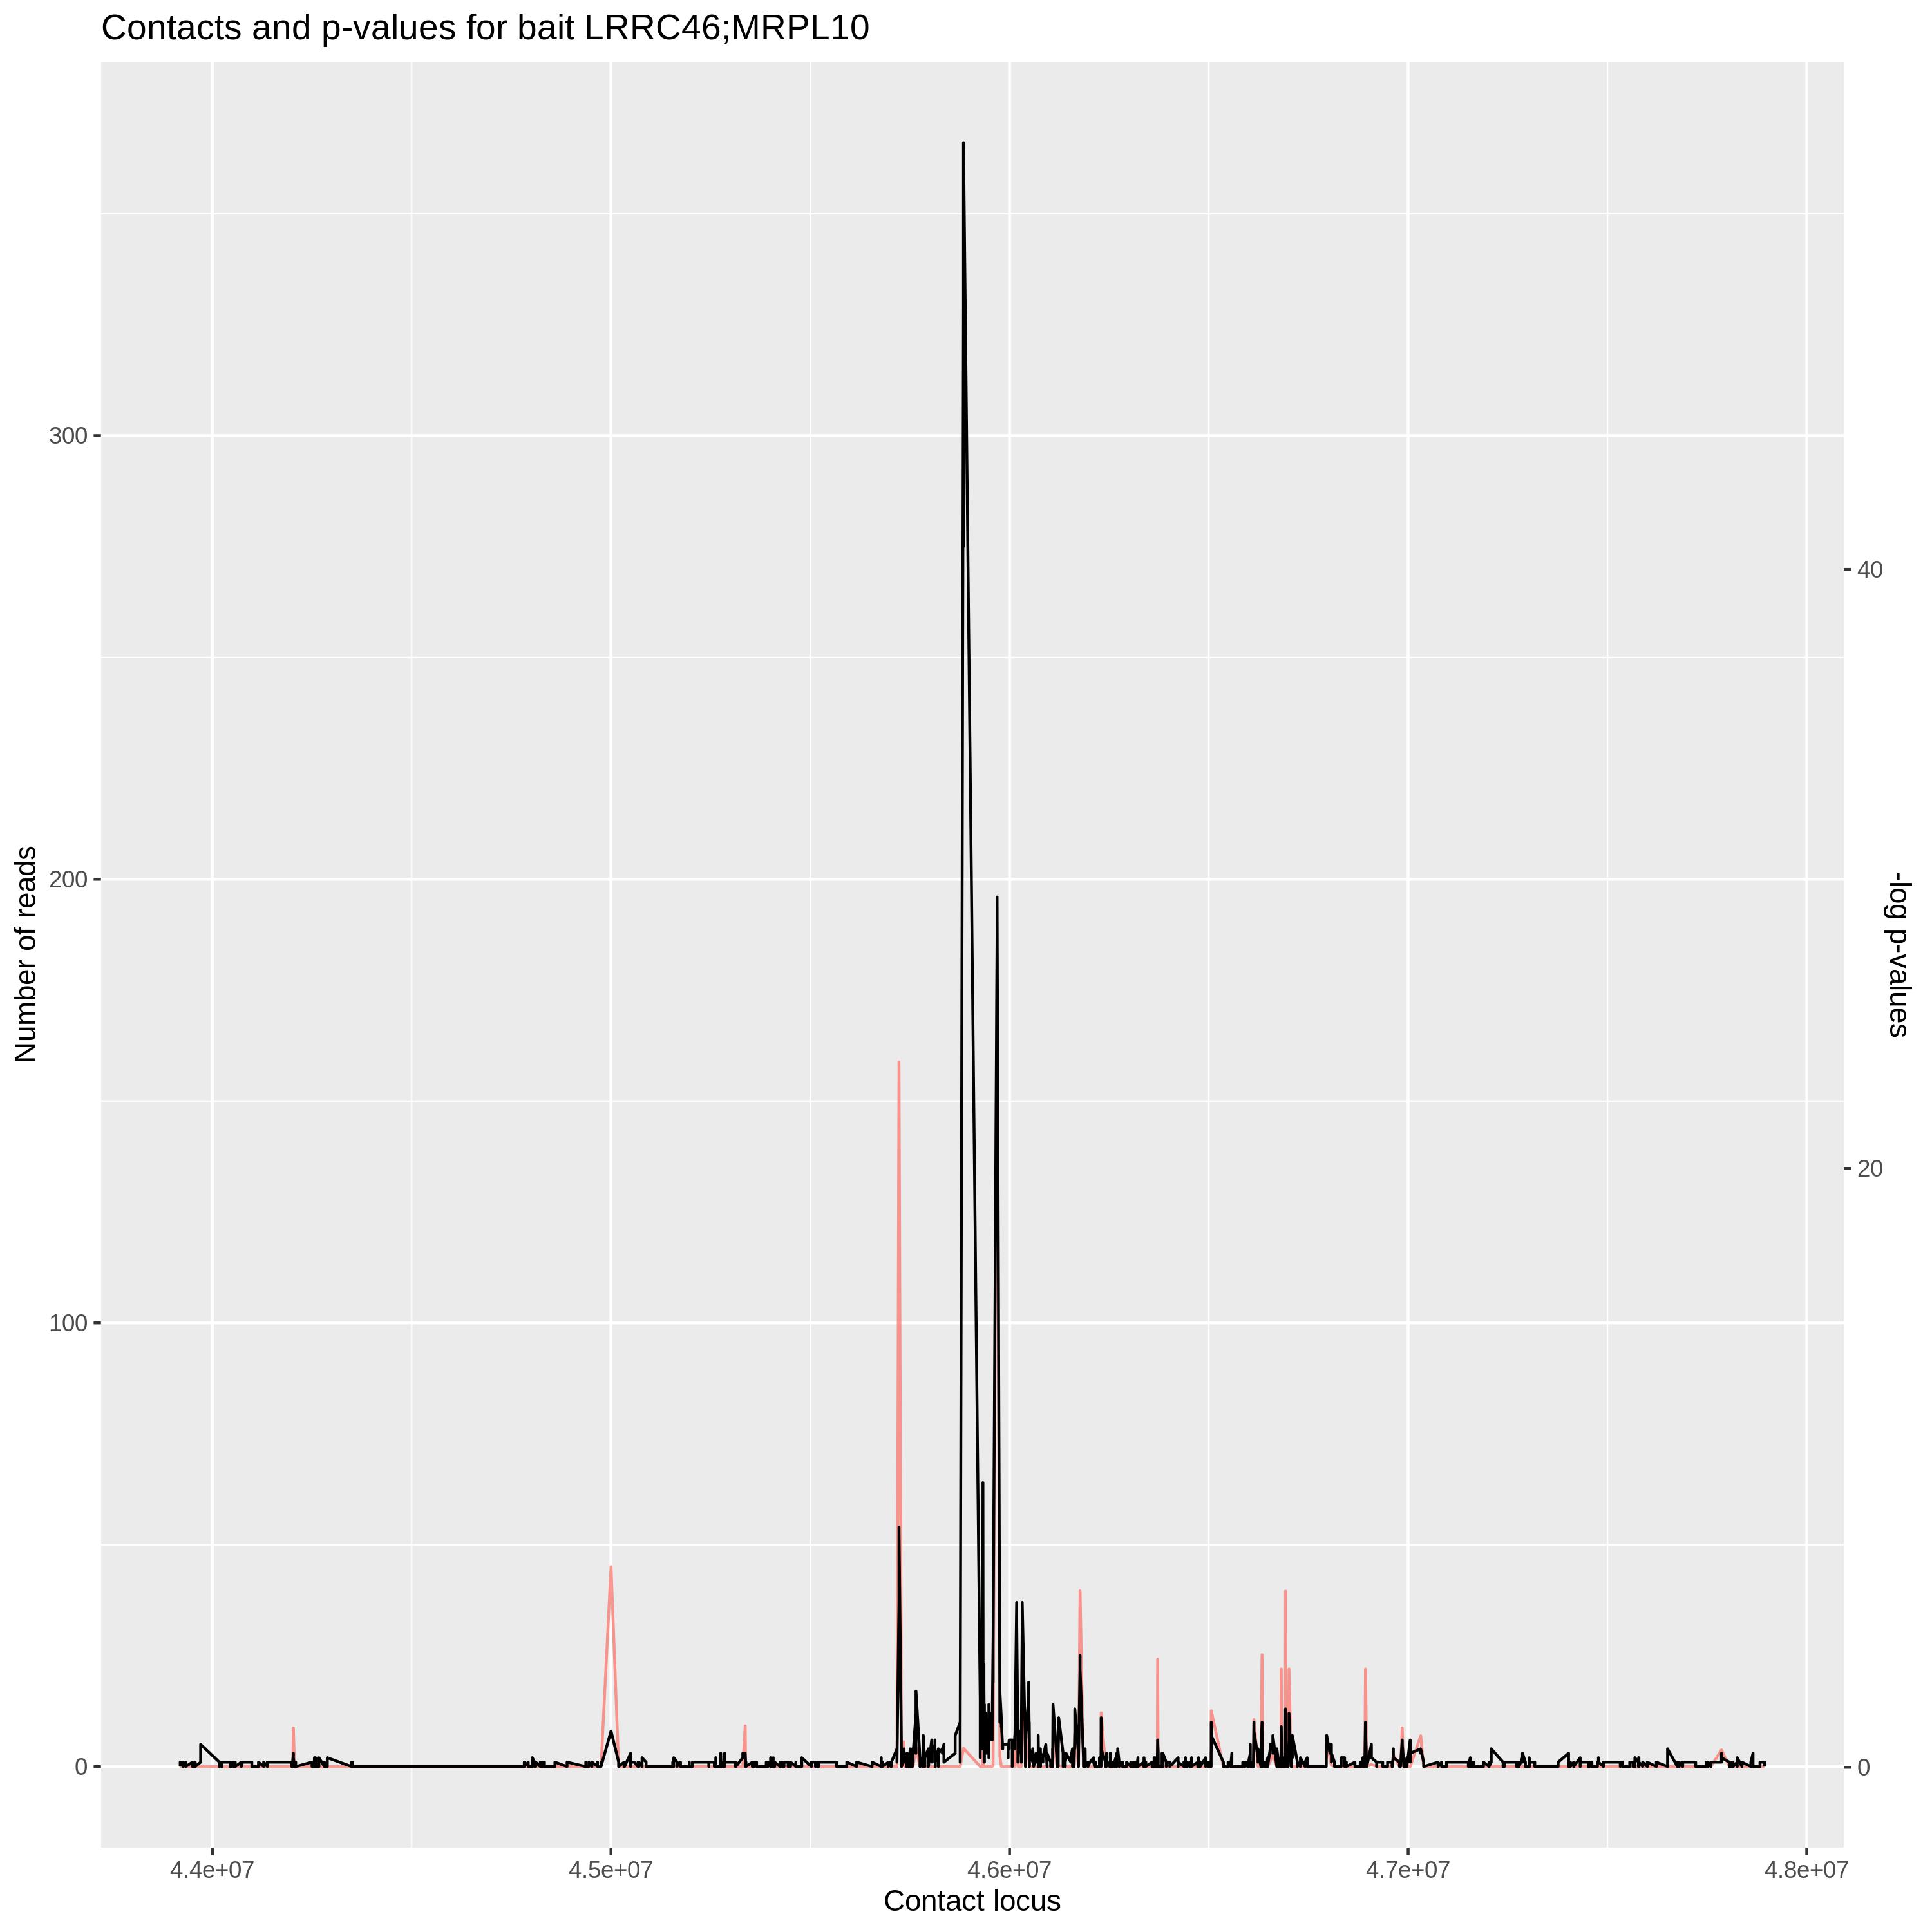 Contacts and p-values for bait LRRC46;MRPL10
Number of reads
300
200
100
0
40
20
0
-log p-values
4.4e+07
4.5e+07
4.6e+07
4.7e+07
4.8e+07
Contact locus